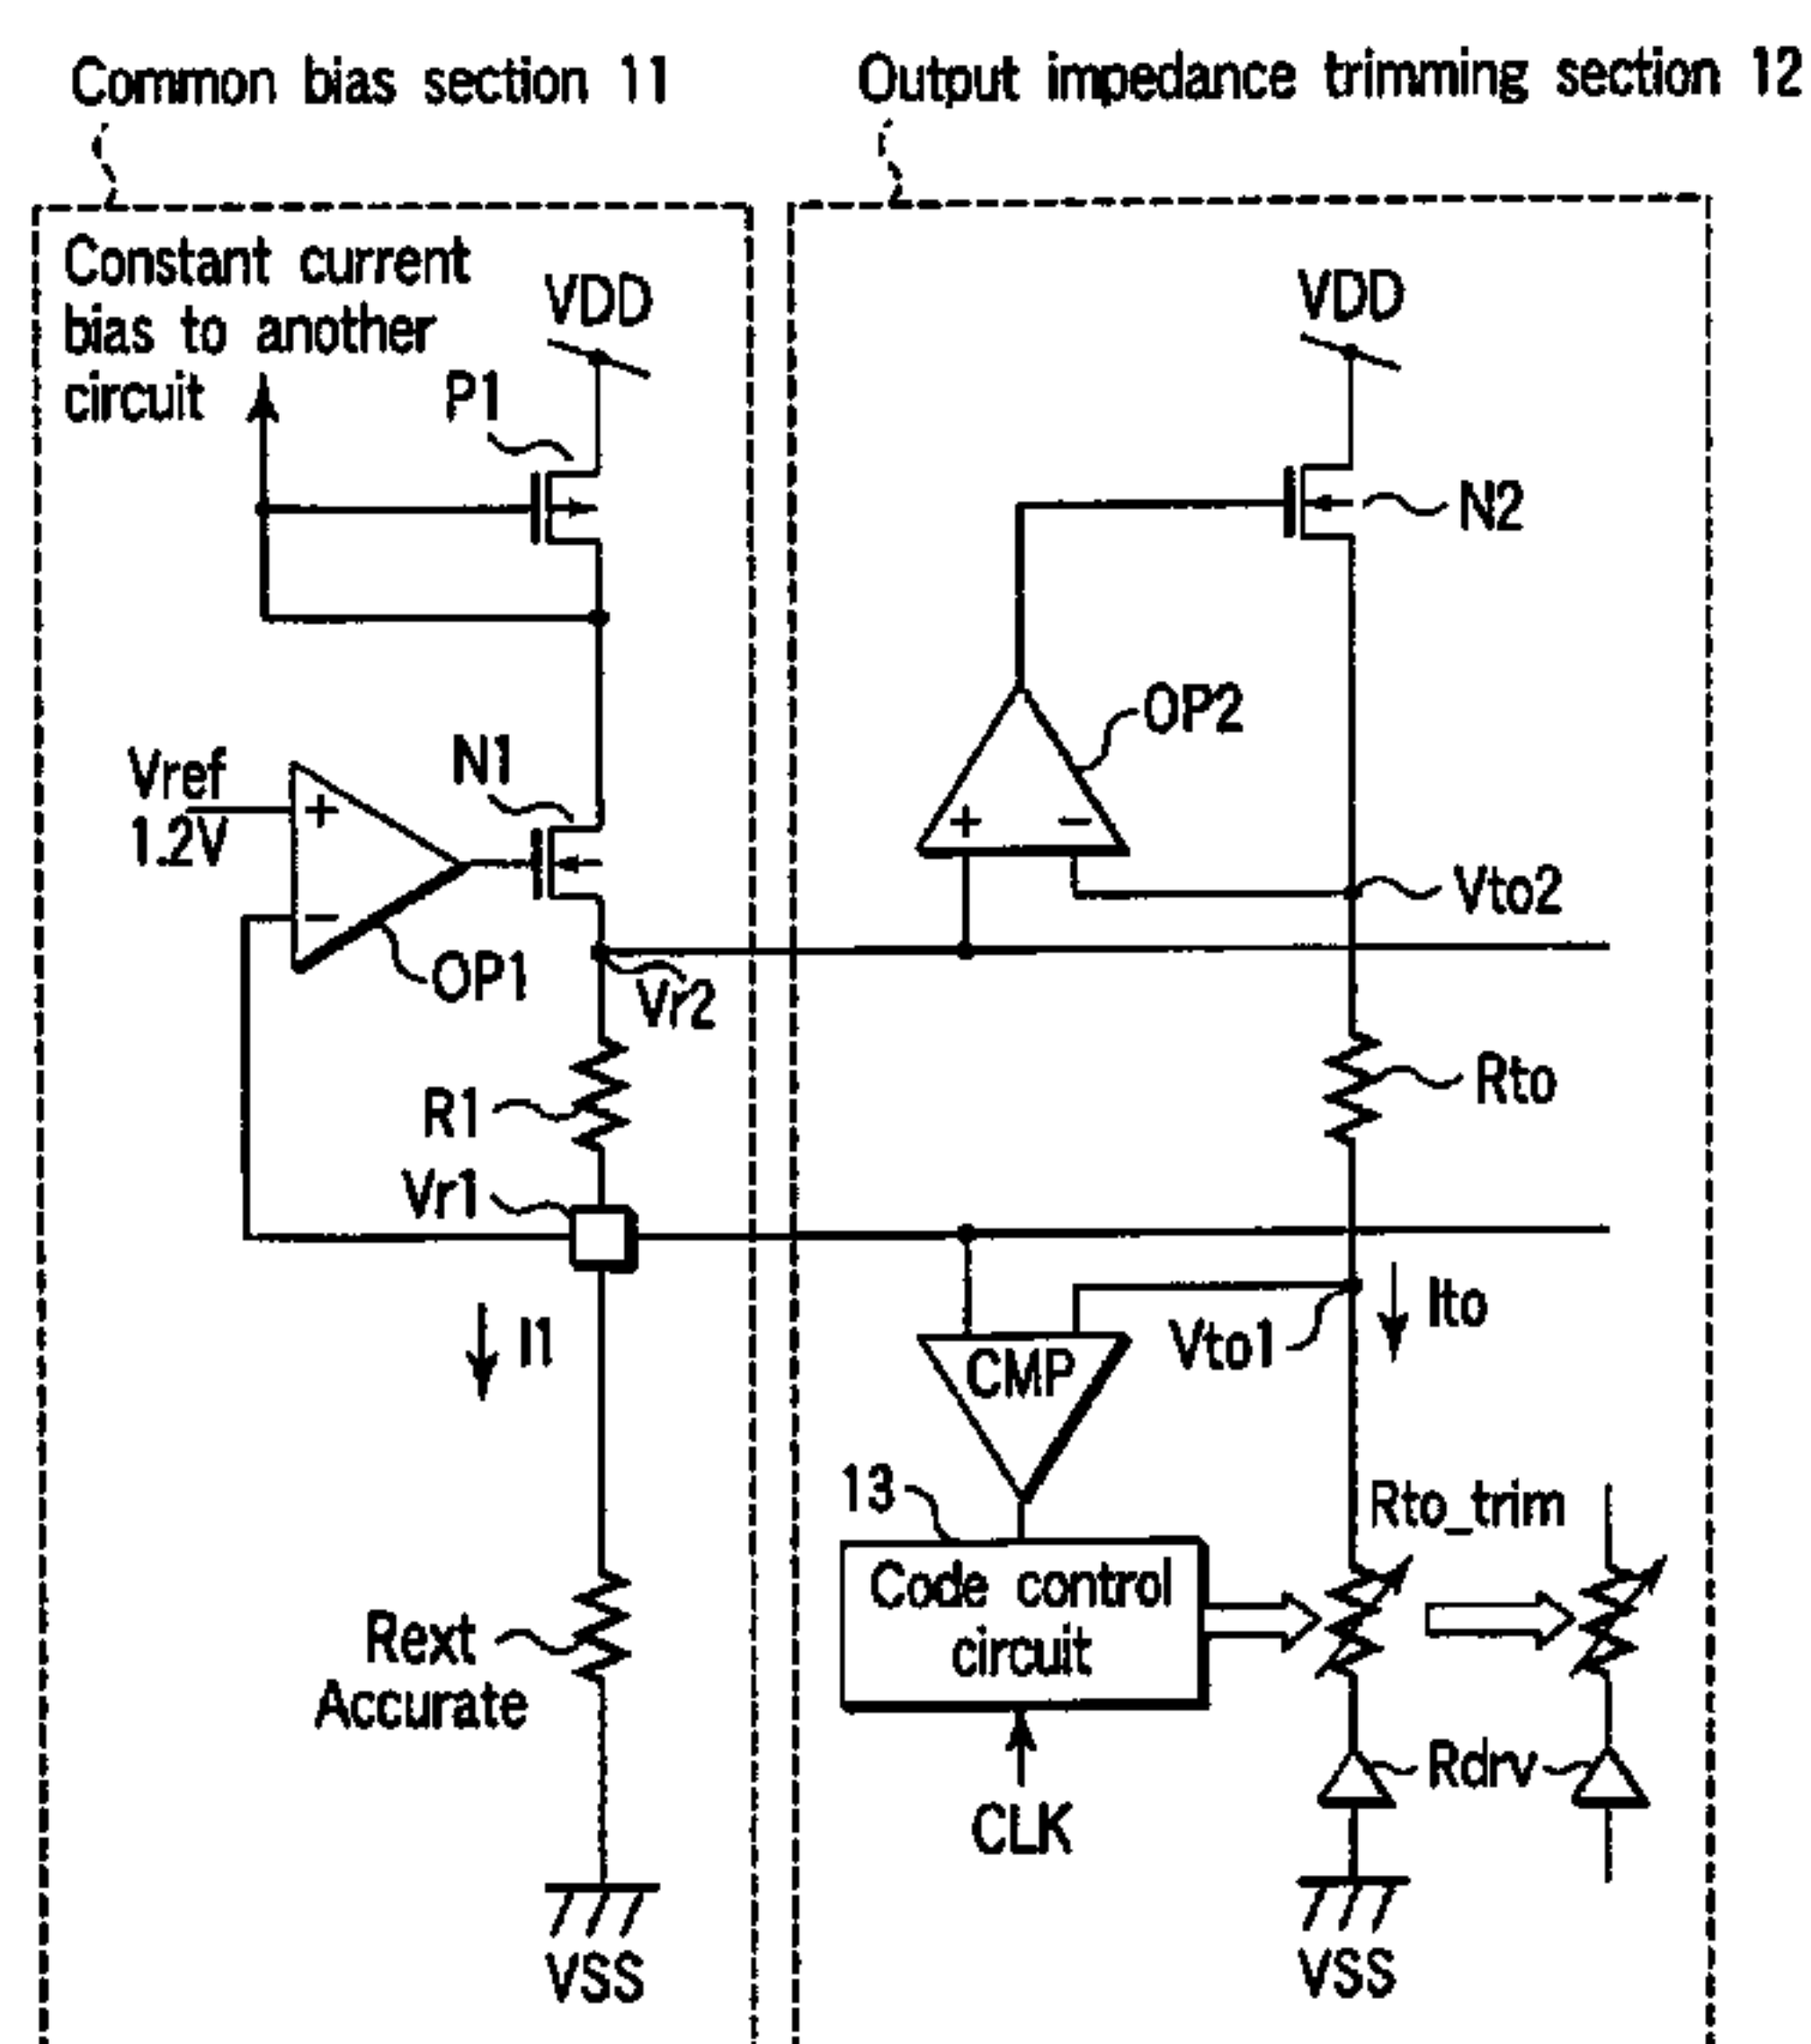 Common bias section 11
Output impedance trimming section 12
Constant current
bias to another
circuit
VDD
P1
VDD
N2
Vref
1.2V
+
−
N1
OP1
OP2
+
−
Vto2
Vr2
R1
Rto
Vr1
I1
CMP
Vto1
Ito
13
Code control
circuit
Rto_trim
Rext
Accurate
Rdrv
CLK
VSS
VSS